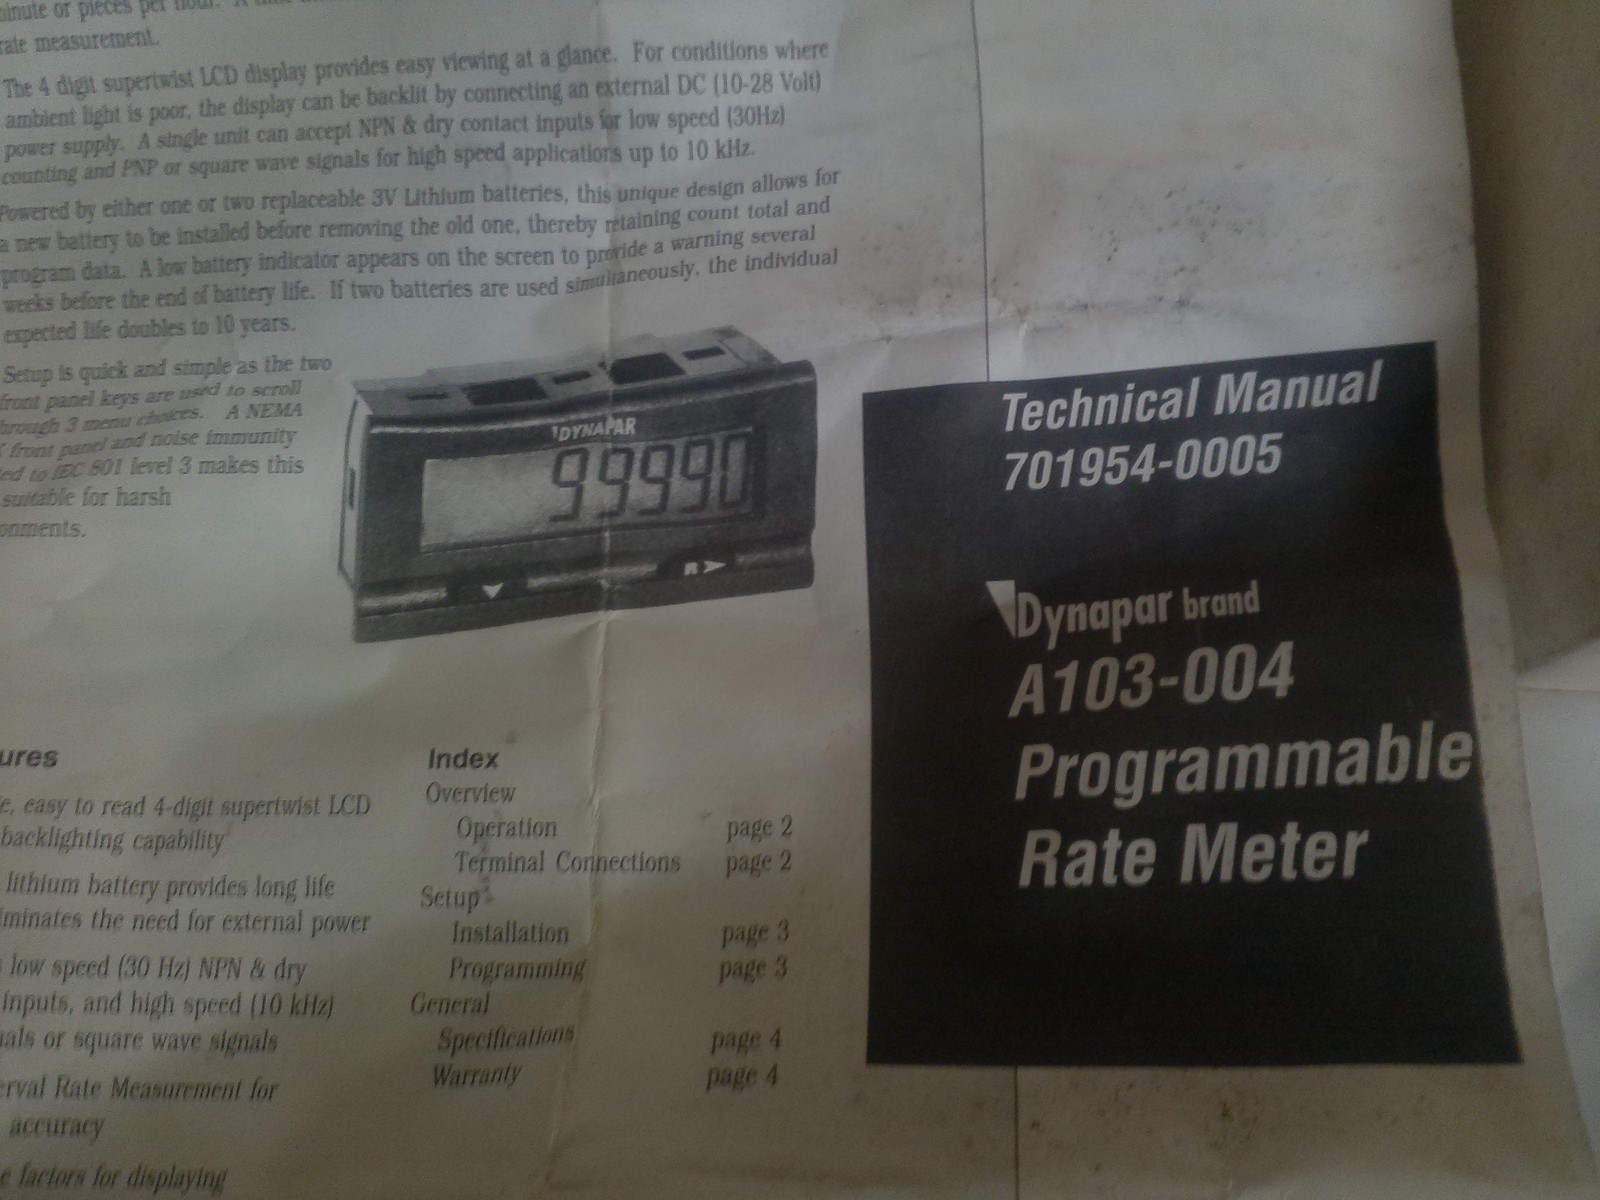 minute or pieces per hour. A
rate measurement.
The 4 digit supertwist LCD display provides easy viewing at a glance. For conditions where
ambient light is poor, the display can be backlit by connecting an external DC (10-28 Volt)
power supply. A single unit can accept NPN & dry contact inputs for low speed (30Hz)
counting and PNP or square wave signals for high speed applications up to 10 kHz.
Powered by either one or two replaceable 3V Lithium batteries, this unique design allows for
a new battery to be installed before removing the old one, thereby retaining count total and
program data. A low battery indicator appears on the screen to provide a warning several
weeks before the end of battery life. If two batteries are used simultaneously, the individual
expected life doubles to 10 years.
Setup is quick and simple as the two
front panel keys are used to scroll
through 3 menu choices. A NEMA
front panel and noise immunity
ed to IEC 801 level 3 makes this
suitable for harsh
onments.
DYNAPAR
99990
R
Technical Manual
701954-0005
Dynapar brand
A103-004
Programmable
Rate Meter
ures
e, easy to read 4-digit supertwist LCD
backlighting capability
lithium battery provides long life
iminates the need for external power
low speed (30 Hz) NPN & dry
inputs, and high speed (10 kHz)
nals or square wave signals
erval Rate Measurement for
accuracy
e factors for displaying
Index
Overview
Operation page 2
Terminal Connections page 2
Setup
Installation page 3
Programming page 3
General
Specifications page 4
Warranty page 4